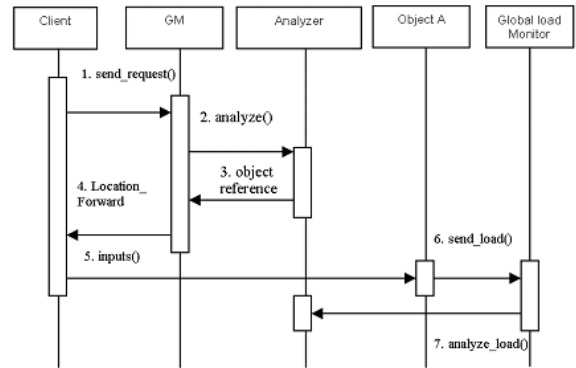 Client
GM
Analyzer
Object A
Global load
Monitor
1. send_request()
2. analyze()
3. object
reference
4. Location_
Forward
5. inputs()
6. send_load()
7. analyze_load()